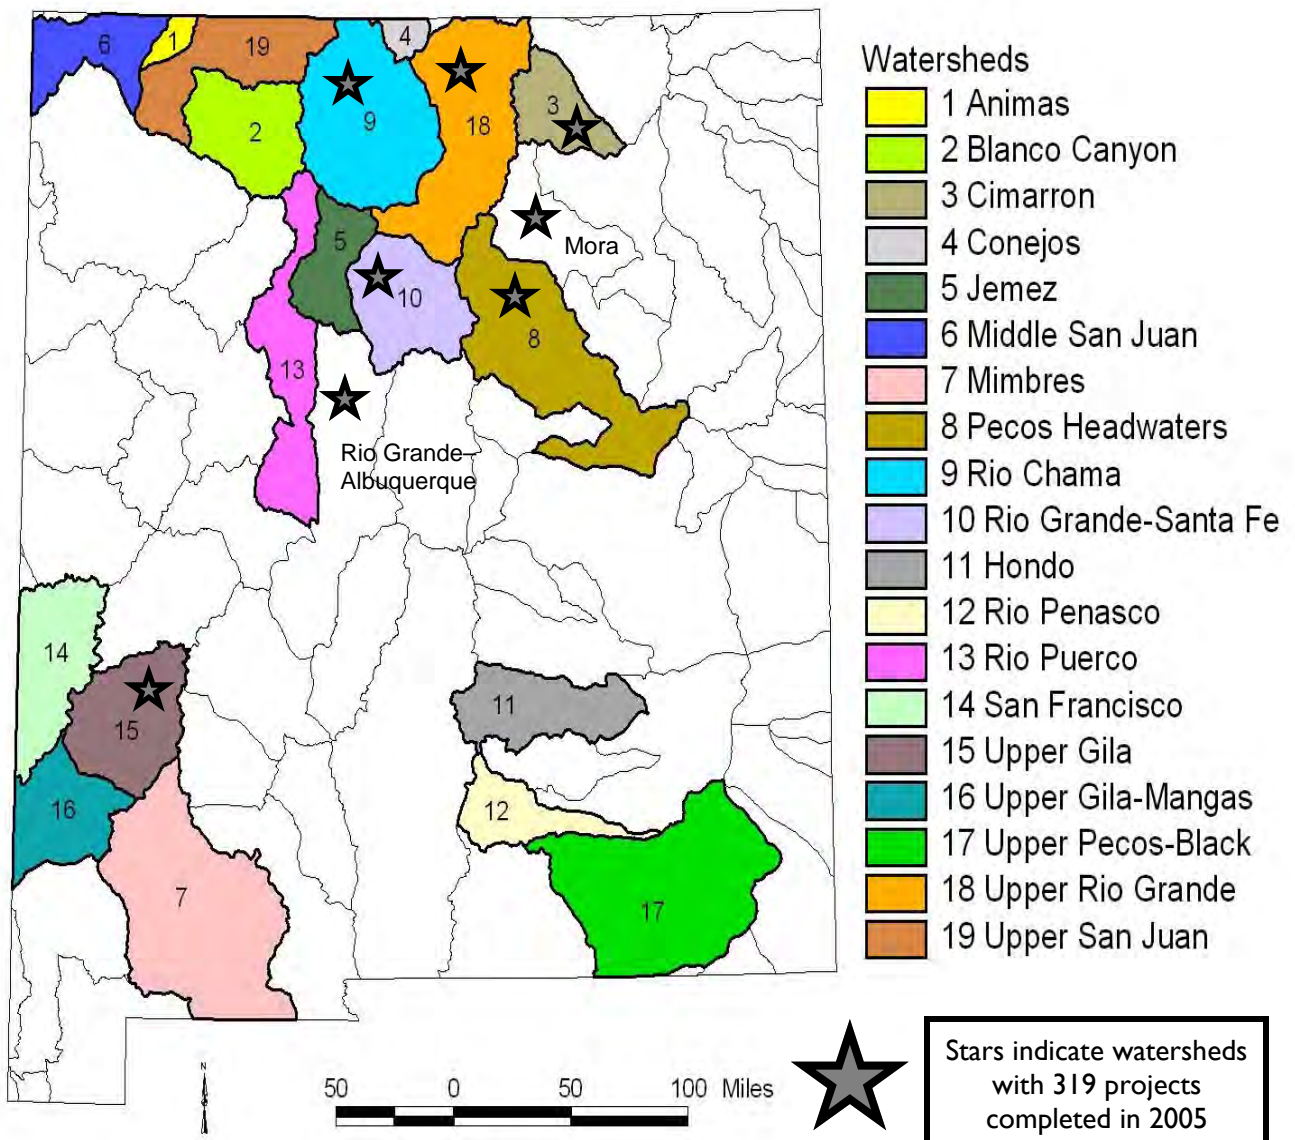 6
1
19
4
2
9
18
3
Mora
5
10
8
13
Rio Grande–
Albuquerque
14
15
11
16
12
7
17
Watersheds
1 Animas
2 Blanco Canyon
3 Cimarron
4 Conejos
5 Jemez
6 Middle San Juan
7 Mimbres
8 Pecos Headwaters
9 Rio Chama
10 Rio Grande-Santa Fe
11 Hondo
12 Rio Penasco
13 Rio Puerco
14 San Francisco
15 Upper Gila
16 Upper Gila-Mangas
17 Upper Pecos-Black
18 Upper Rio Grande
19 Upper San Juan
N
50 0 50 100 Miles
Stars indicate watersheds
with 319 projects
completed in 2005